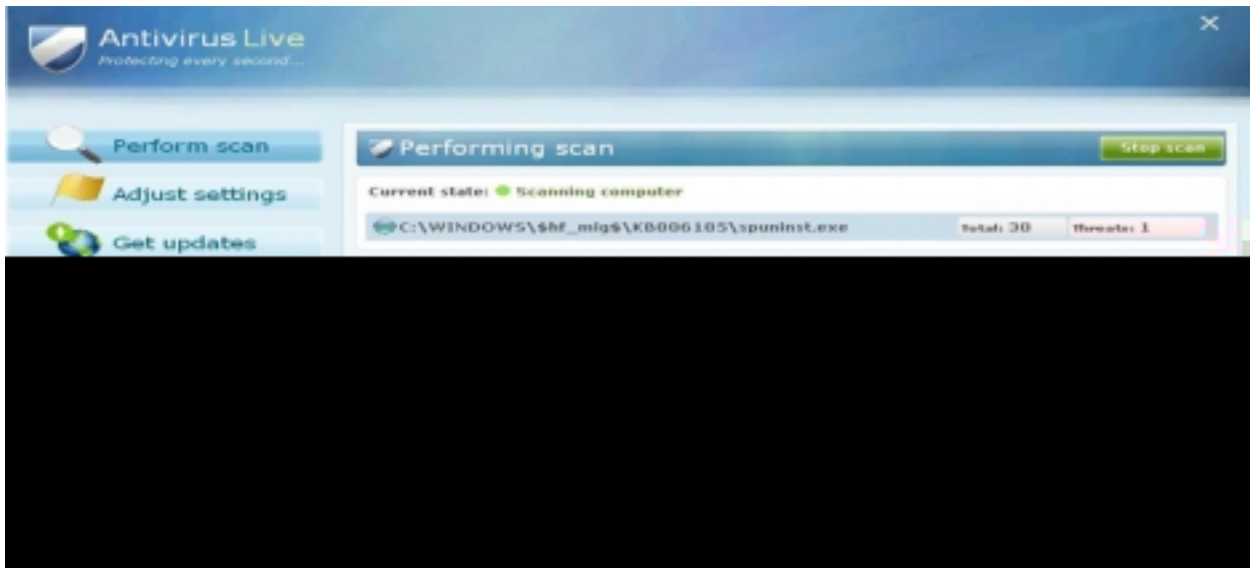 Antivirus Live
Protecting every second...
Perform scan
Adjust settings
Get updates
Performing scan
Stop scan
Current state: Scanning computer
C:\WINDOWS\$hf_mig$\KB006105\spuninst.exe
Total: 30
Threats: 1